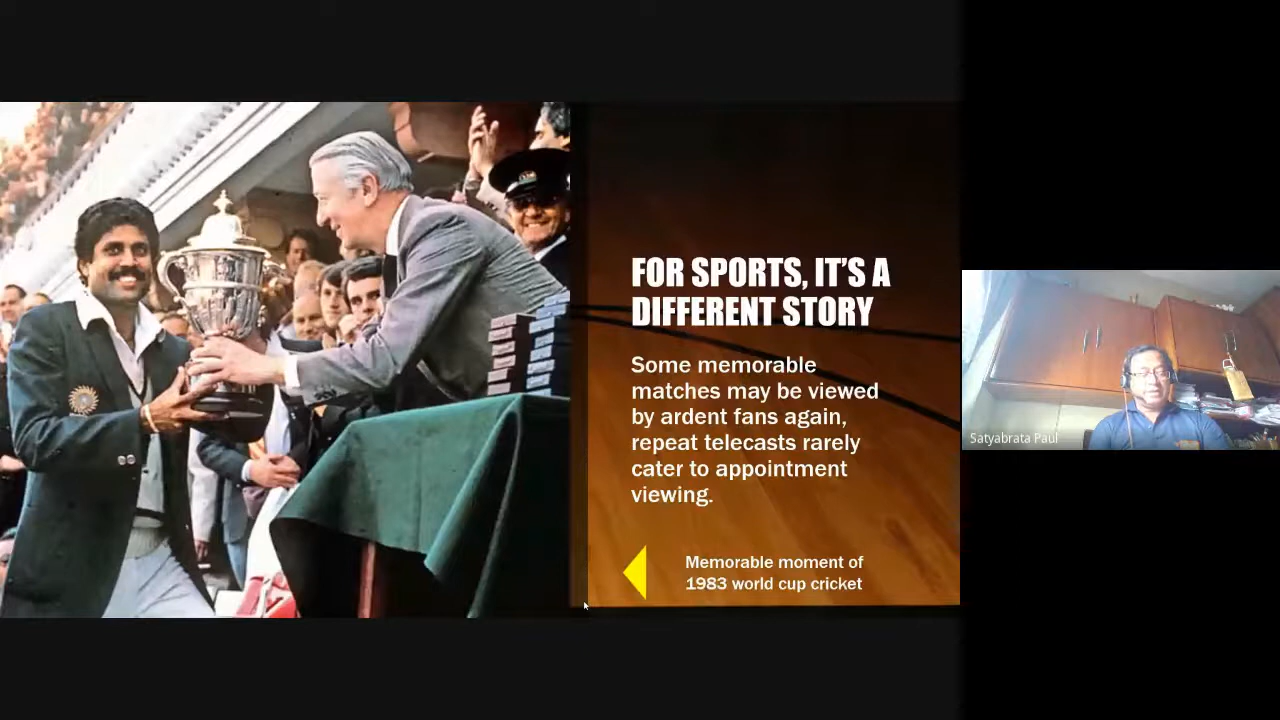 FOR SPORTS, IT'S A
DIFFERENT STORY
Some memorable
matches may be viewed
by ardent fans again,
repeat telecasts rarely
cater to appointment
viewing.
Memorable moment of
1983 world cup cricket
Satyabrata Paul